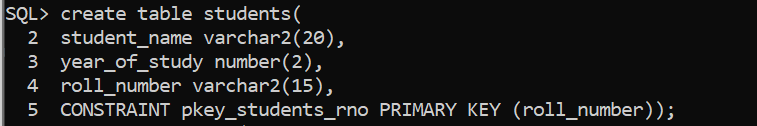 SQL> create table students(
  2  student_name varchar2(20),
  3  year_of_study number(2),
  4  roll_number varchar2(15),
  5  CONSTRAINT pkey_students_rno PRIMARY KEY (roll_number));